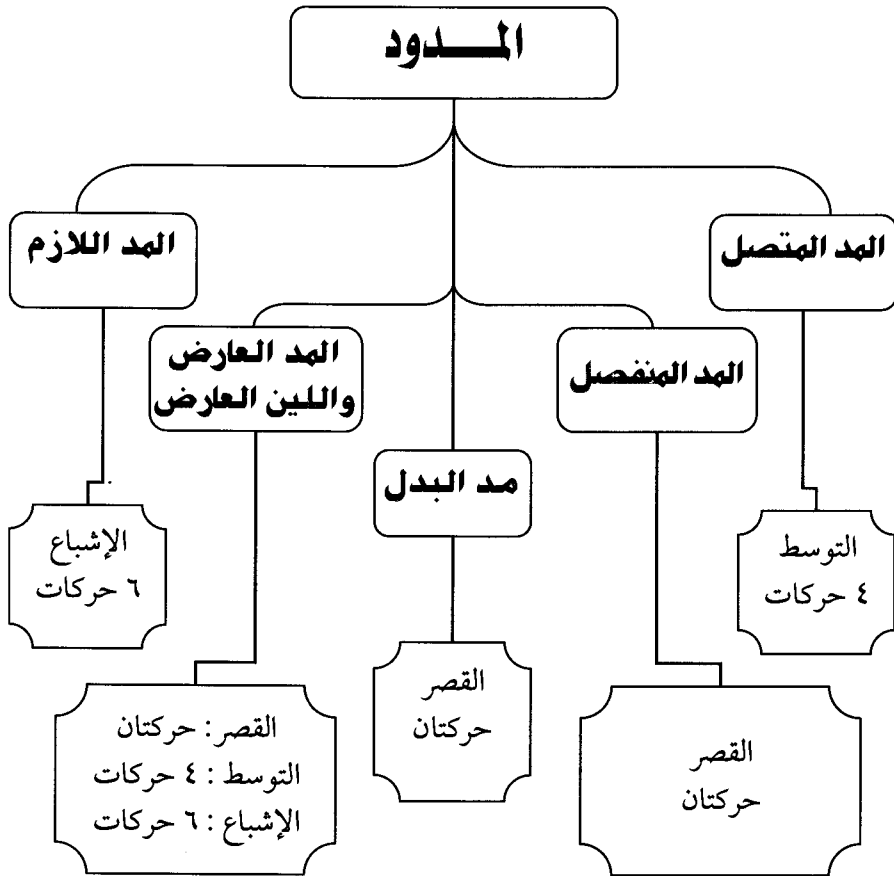 المدود
المد المتصل
المد اللازم
المد المنفصل
المد العارض
واللين العارض
مد البدل
التوسط
٤ حركات
الإشباع
٦ حركات
القصر
حركتان
القصر
حركتان
القصر : حركتان
التوسط : ٤ حركات
الإشباع : ٦ حركات